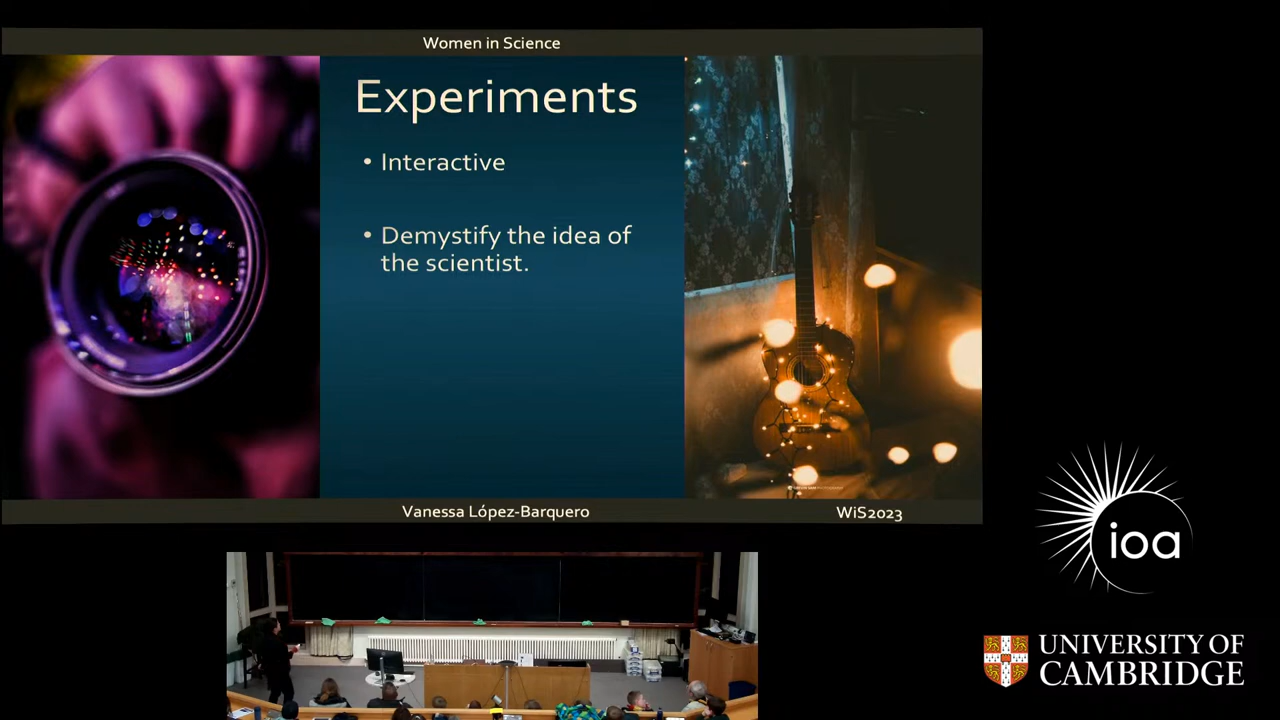 Women in Science
Experiments
• Interactive
• Demystify the idea of
the scientist.
Vanessa López-Barquero
WiS2023
ioa
UNIVERSITY OF
CAMBRIDGE